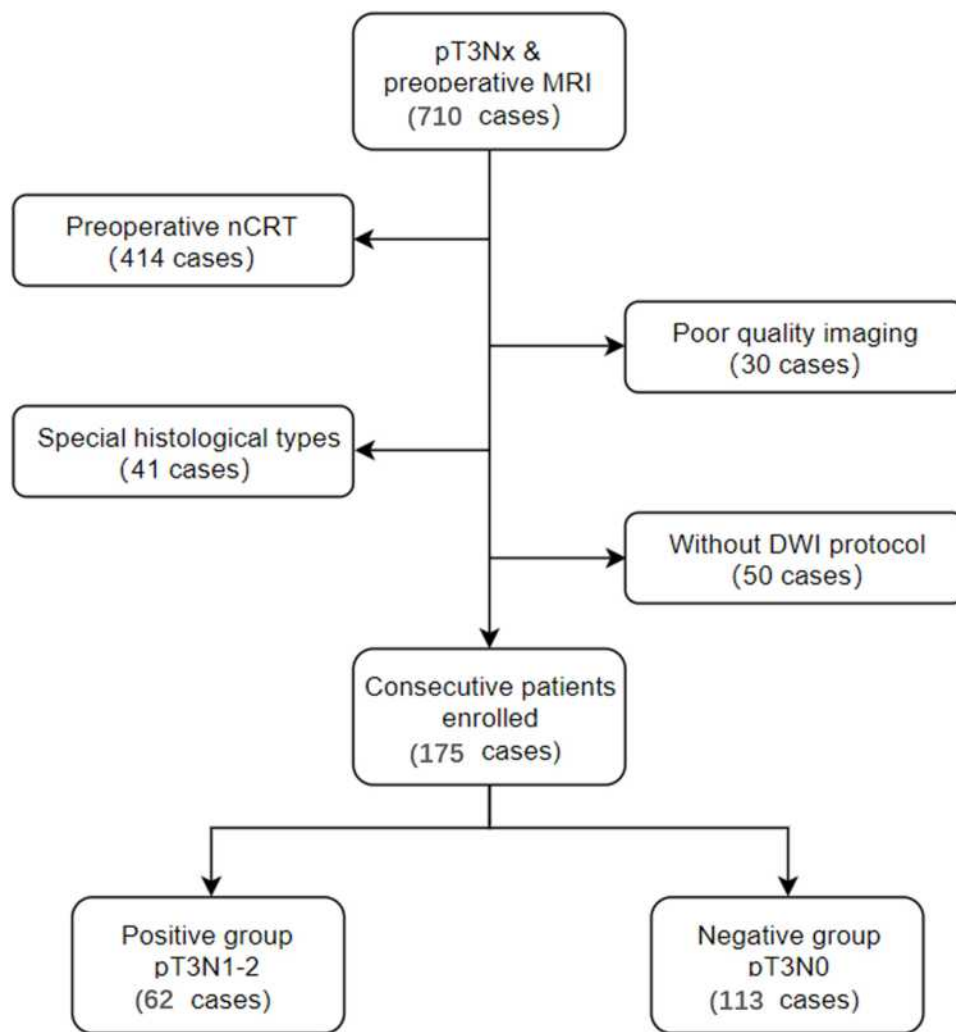 pT3Nx &
preoperative MRI
(710 cases)
Preoperative nCRT
(414 cases)
Poor quality imaging
(30 cases)
Special histological types
(41 cases)
Without DWI protocol
(50 cases)
Consecutive patients
enrolled
(175 cases)
Positive group
pT3N1-2
(62 cases)
Negative group
pT3N0
(113 cases)